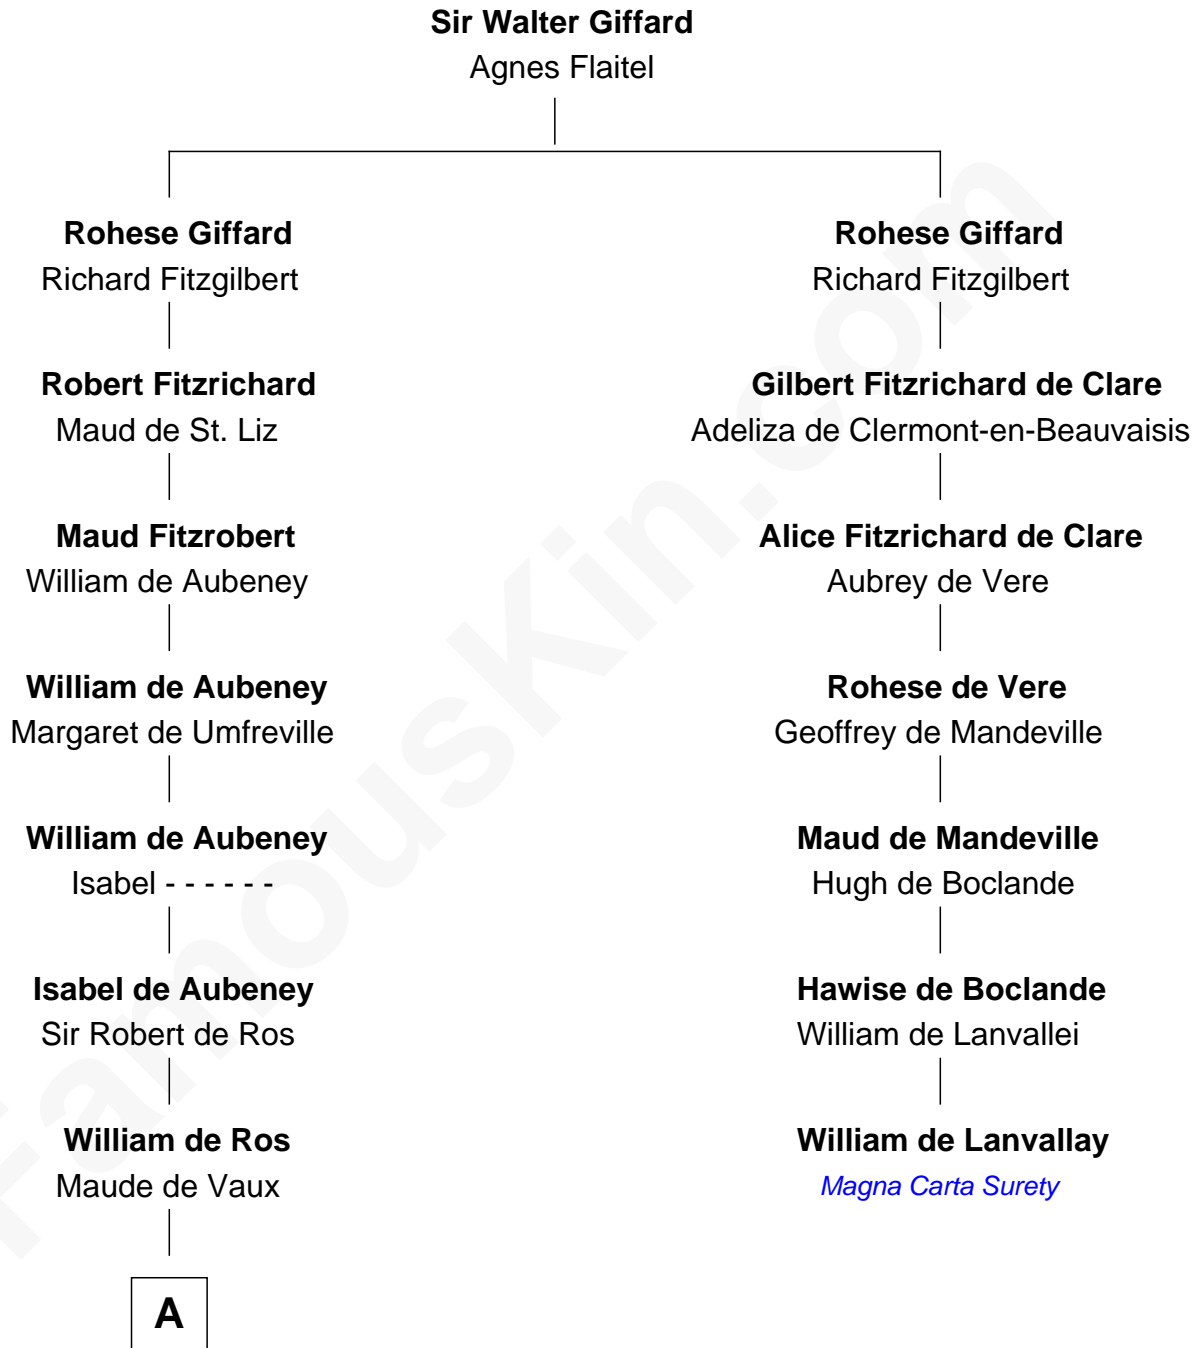 Sir Walter Giffard
Agnes Flaitel
Rohese Giffard
Richard Fitzgilbert
Robert Fitzrichard
Maud de St. Liz
Maud Fitzrobert
William de Aubeney
William de Aubeney
Margaret de Umfreville
William de Aubeney
Isabel - - - - - -
Isabel de Aubeney
Sir Robert de Ros
William de Ros
Maude de Vaux
A
Rohese Giffard
Richard Fitzgilbert
Gilbert Fitzrichard de Clare
Adeliza de Clermont-en-Beauvaisis
Alice Fitzrichard de Clare
Aubrey de Vere
Rohese de Vere
Geoffrey de Mandeville
Maud de Mandeville
Hugh de Boclande
Hawise de Boclande
William de Lanvallei
William de Lanvallay
Magna Carta Surety
FamousKin.com